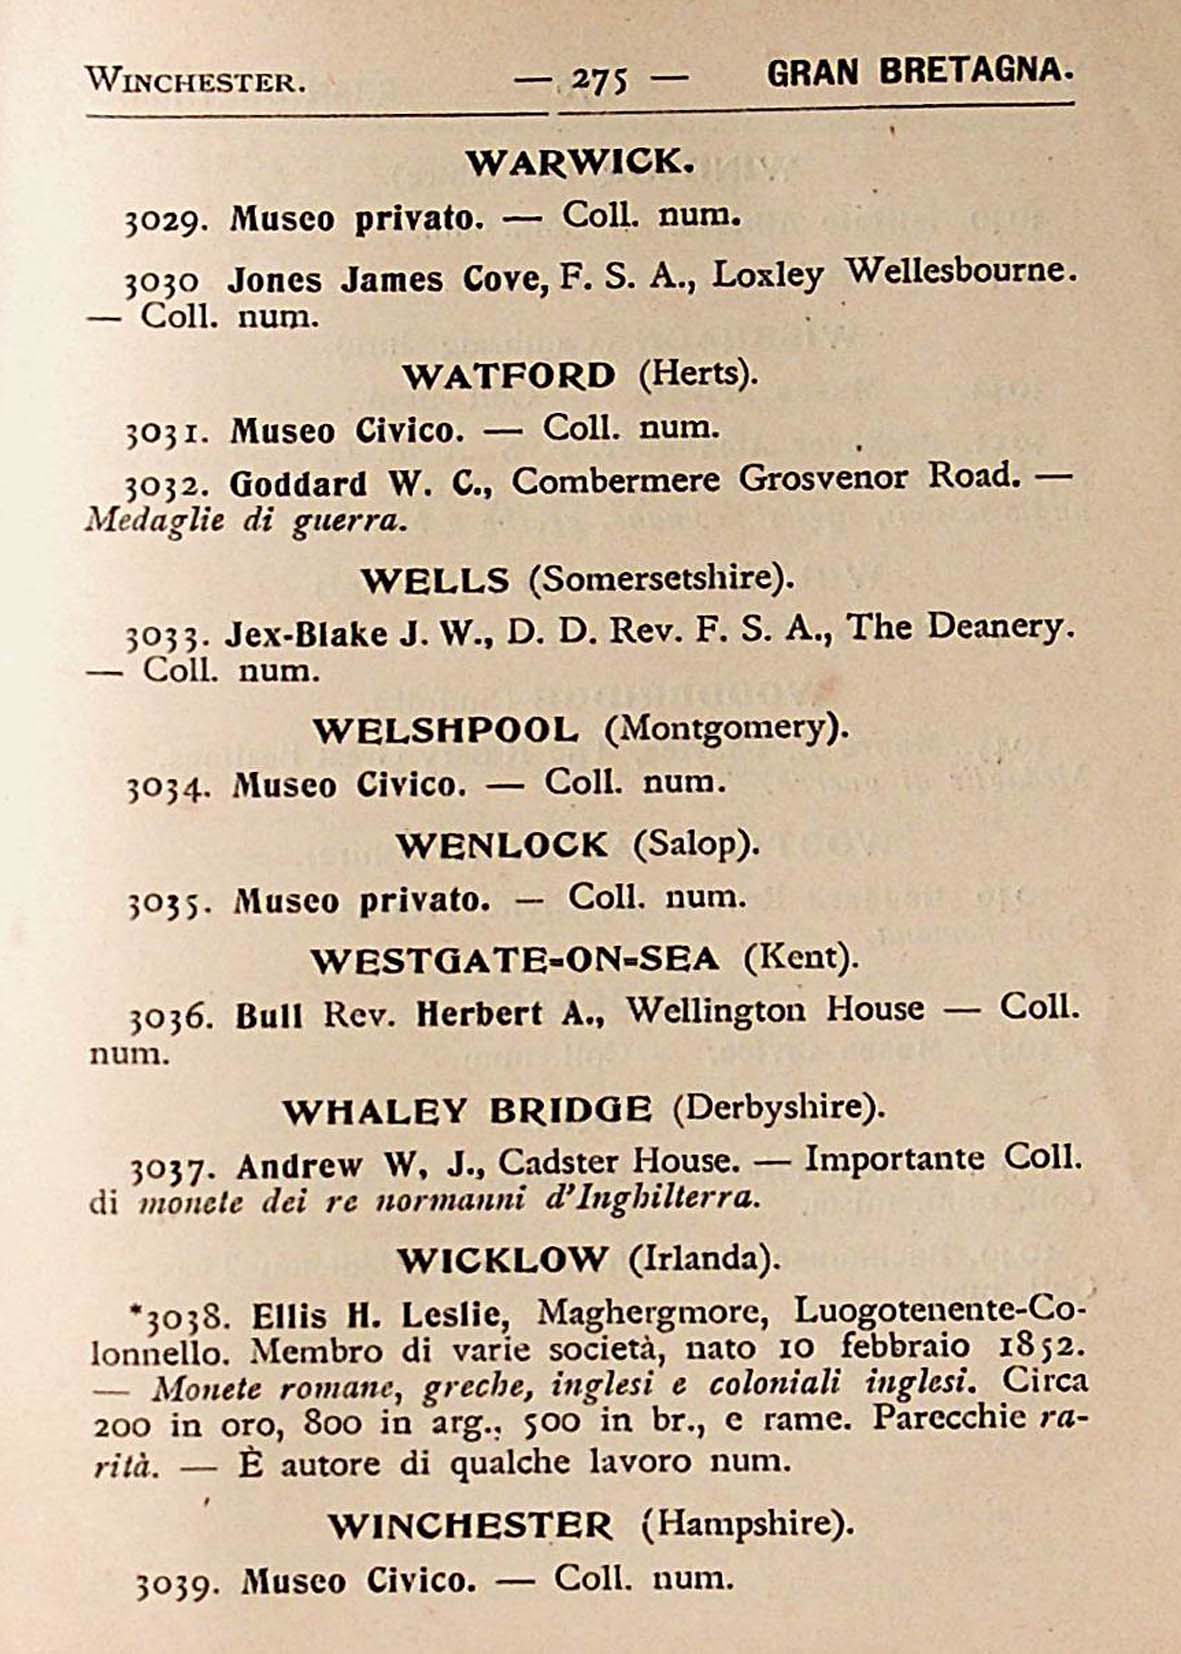 WINCHESTER. — 275 — GRAN BRETAGNA.
WARWICK.
3029. Museo privato. — Coll. num.
3030 Jones James Cove, F. S. A., Loxley Wellesbourne.
— Coll. num.
WATFORD (Herts).
3031. Museo Civico. — Coll. num.
3032. Goddard W. C., Combermere Grosvenor Road. —
Medaglie di guerra.
WELLS (Somersetshire).
3033. Jex-Blake J. W., D. D. Rev. F. S. A., The Deanery.
— Coll. num.
WELSHPOOL (Montgomery).
3034. Museo Civico. — Coll. num.
WENLOCK (Salop).
3035. Museo privato. — Coll. num.
WESTGATE-ON-SEA (Kent).
3036. Bull Rev. Herbert A., Wellington House — Coll.
num.
WHALEY BRIDGE (Derbyshire).
3037. Andrew W, J., Cadster House. — Importante Coll.
di monete dei re normanni d'Inghilterra.
WICKLOW (Irlanda).
*3038. Ellis H. Leslie, Maghergmore, Luogotenente-Co-
lonnello. Membro di varie società, nato 10 febbraio 1852.
— Monete romane, greche, inglesi e coloniali inglesi. Circa
200 in oro, 800 in arg., 500 in br., e rame. Parecchie ra-
rità. — È autore di qualche lavoro num.
WINCHESTER (Hampshire).
3039. Museo Civico. — Coll. num.